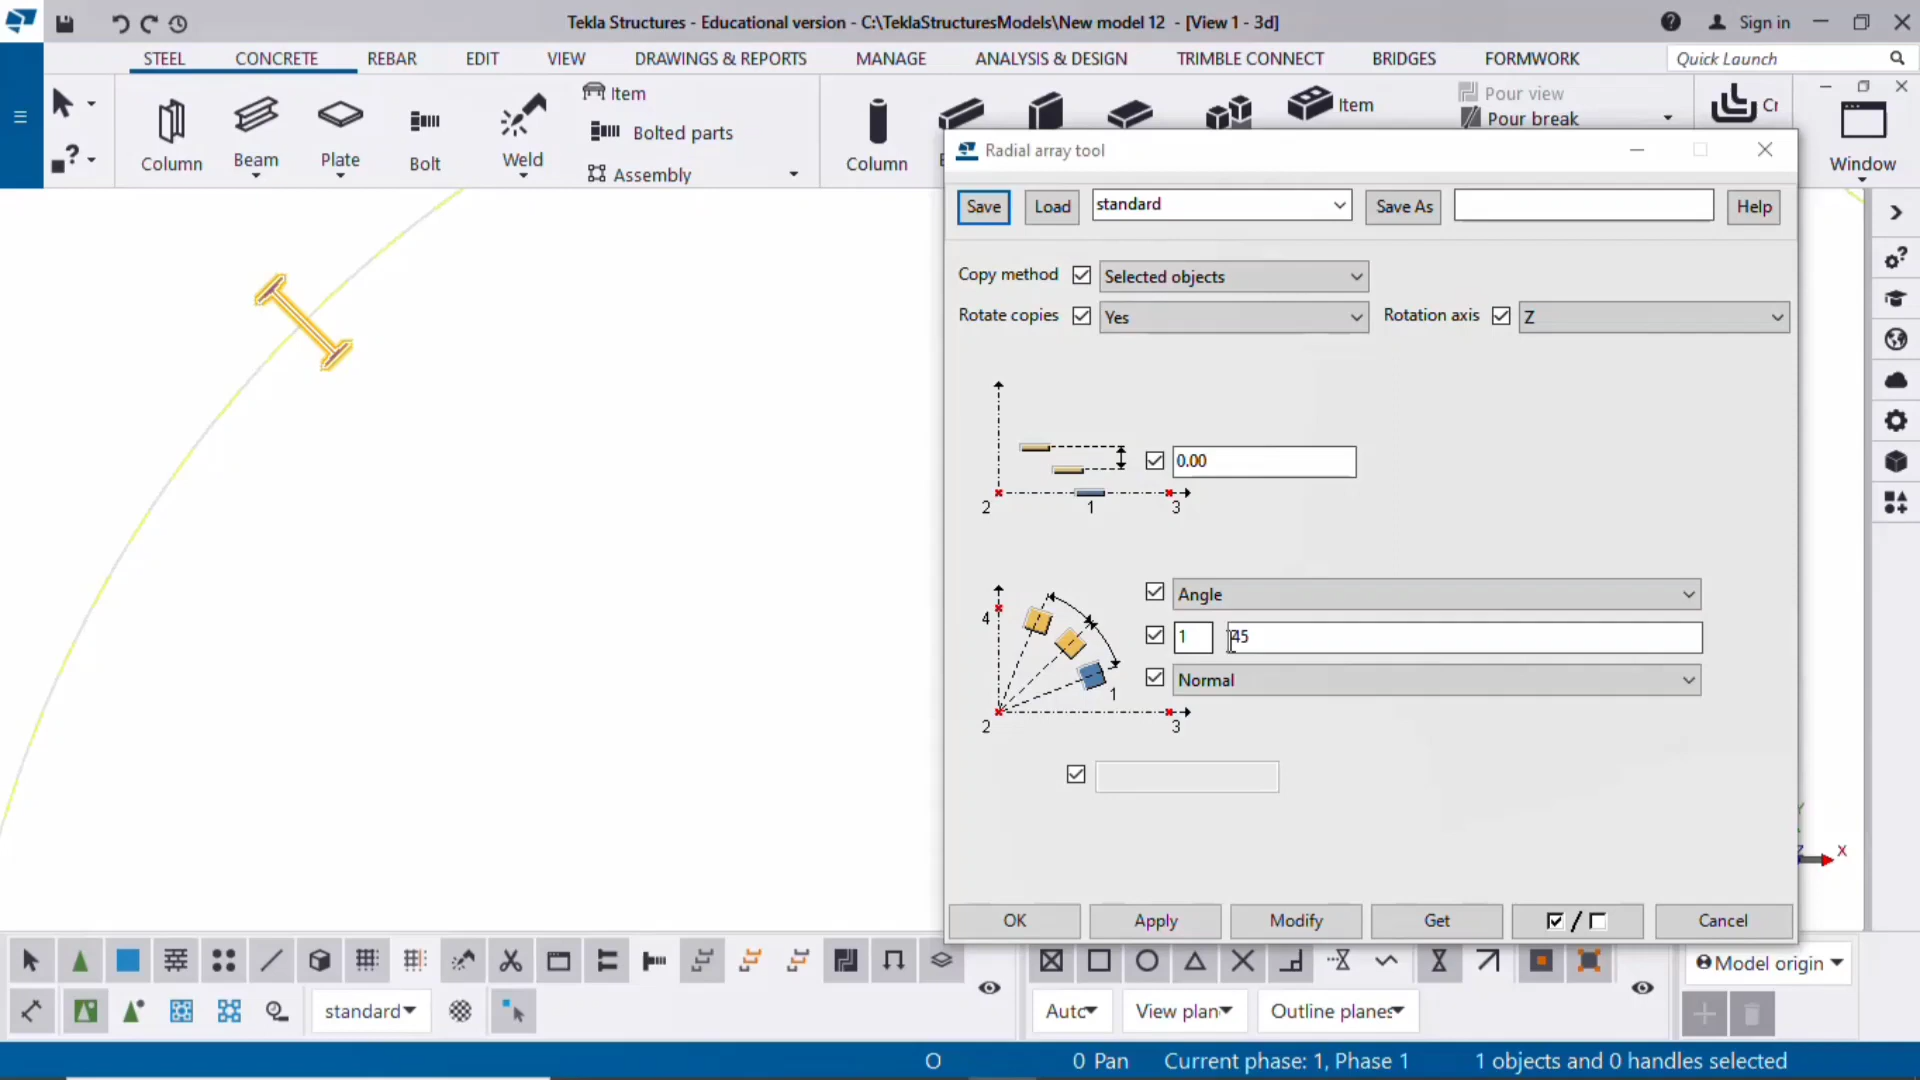 Tekla Structures - Educational version - C:\TeklaStructuresModels\New model 12 - [View 1 - 3d]
Sign in
STEEL CONCRETE REBAR EDIT VIEW DRAWINGS & REPORTS MANAGE ANALYSIS & DESIGN TRIMBLE CONNECT BRIDGES FORMWORK Quick Launch
Item Item Pour view
Bolted parts Pour break
Column Beam Plate Bolt Weld Assembly Column Window
Radial array tool
Save Load standard Save As Help
Copy method Selected objects
Rotate copies Yes Rotation axis Z
0.00
2 1 3
Angle
4
1 45
Normal
1
2 3
X
OK Apply Modify Get / Cancel
Model origin
standard Auto View plan Outline planes
O 0 Pan Current phase: 1, Phase 1 1 objects and 0 handles selected